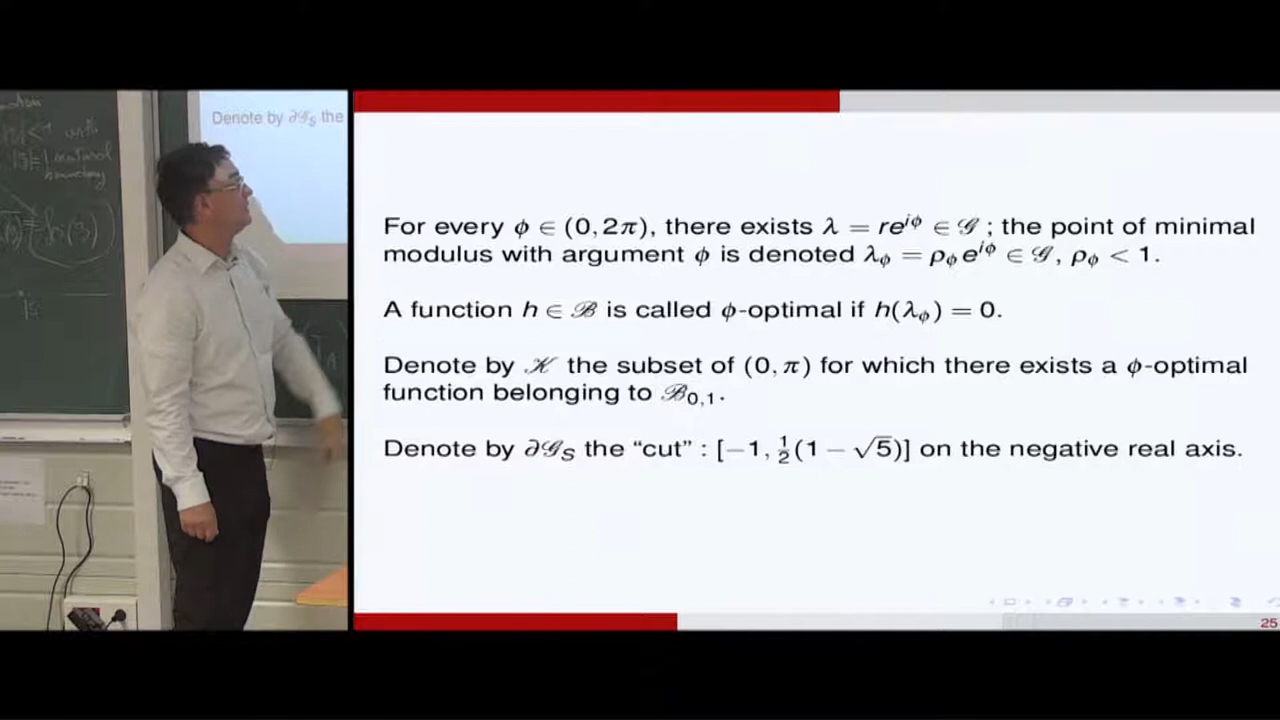 with
natural
boundary
Denote by ∂𝒢_S the
For every ϕ ∈ (0, 2π), there exists λ = re^{iϕ} ∈ 𝒢 ; the point of minimal
modulus with argument ϕ is denoted λ_ϕ = ρ_ϕ e^{iϕ} ∈ 𝒢, ρ_ϕ < 1.
A function h ∈ ℬ is called ϕ-optimal if h(λ_ϕ) = 0.
Denote by 𝒦 the subset of (0, π) for which there exists a ϕ-optimal
function belonging to ℬ_{0,1}.
Denote by ∂𝒢_S the “cut” : [−1, ½(1 − √5)] on the negative real axis.
25